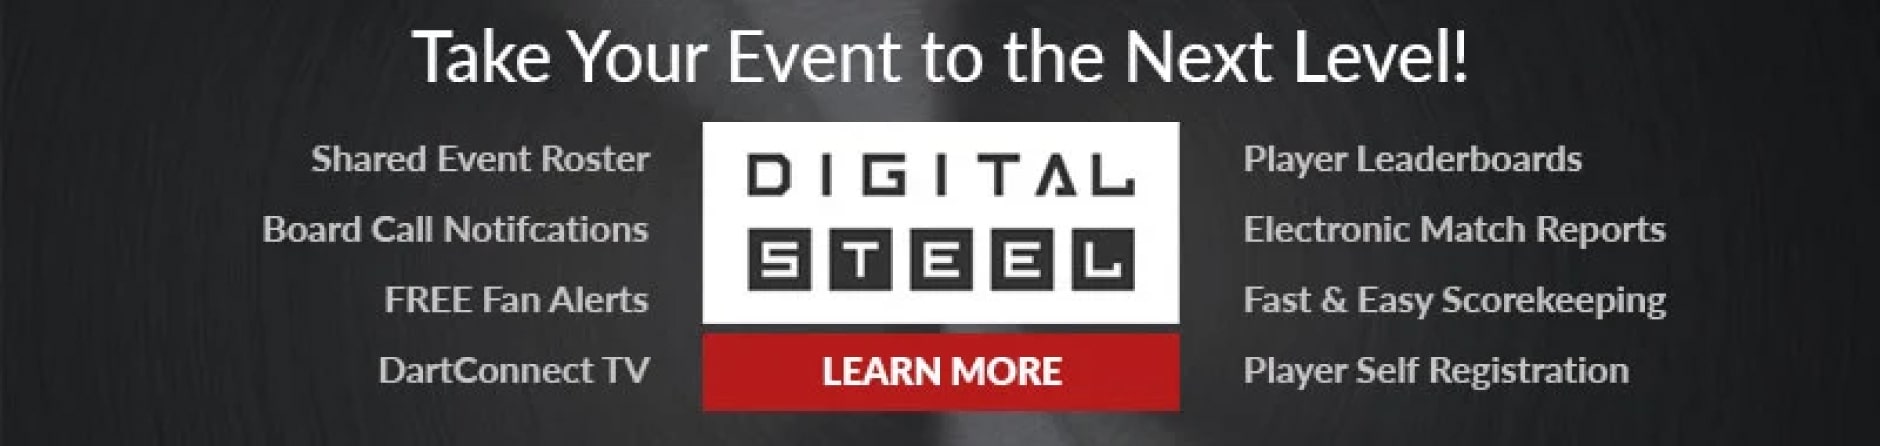 Take Your Event to the Next Level!
Shared Event Roster
Board Call Notifcations
FREE Fan Alerts
DartConnect TV
DIGITAL
STEEL
LEARN MORE
Player Leaderboards
Electronic Match Reports
Fast & Easy Scorekeeping
Player Self Registration